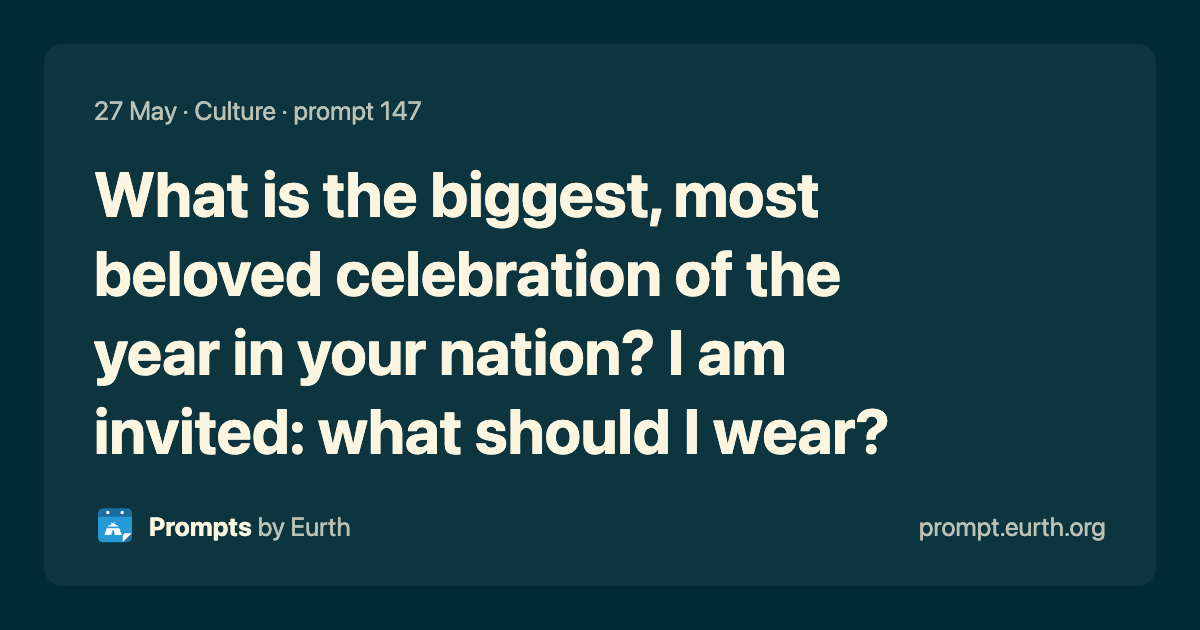 27 May · Culture · prompt 147
What is the biggest, most
beloved celebration of the
year in your nation? I am
invited: what should I wear?
Prompts by Eurth
prompt.eurth.org